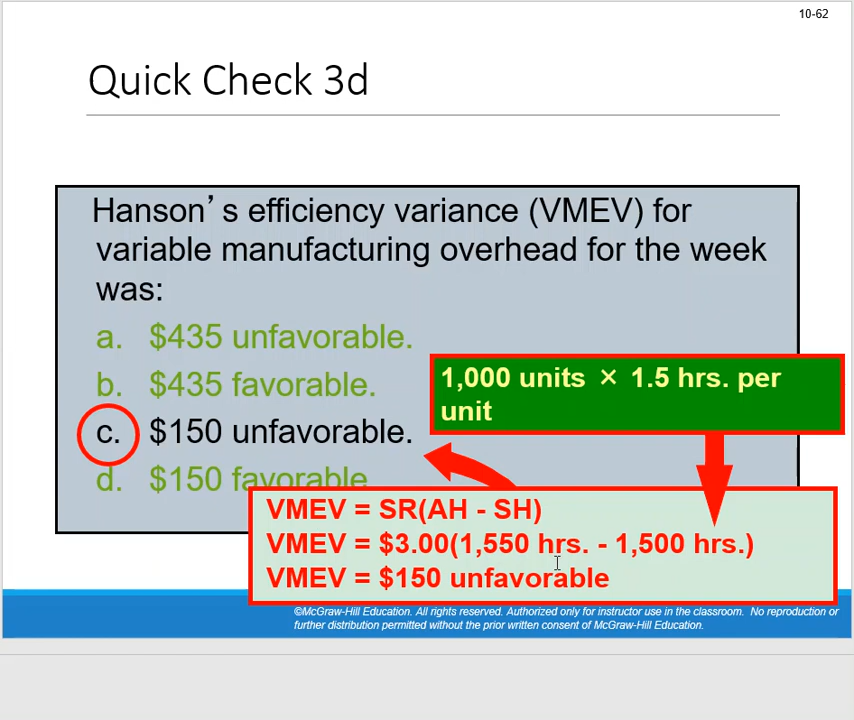 10-62
Quick Check 3d
Hanson’s efficiency variance (VMEV) for
variable manufacturing overhead for the week
was:
a. $435 unfavorable.
b. $435 favorable.
c. $150 unfavorable.
d. $150 favorable
1,000 units × 1.5 hrs. per
unit
VMEV = SR(AH - SH)
VMEV = $3.00(1,550 hrs. - 1,500 hrs.)
VMEV = $150 unfavorable
©McGraw-Hill Education. All rights reserved. Authorized only for instructor use in the classroom. No reproduction or
further distribution permitted without the prior written consent of McGraw-Hill Education.